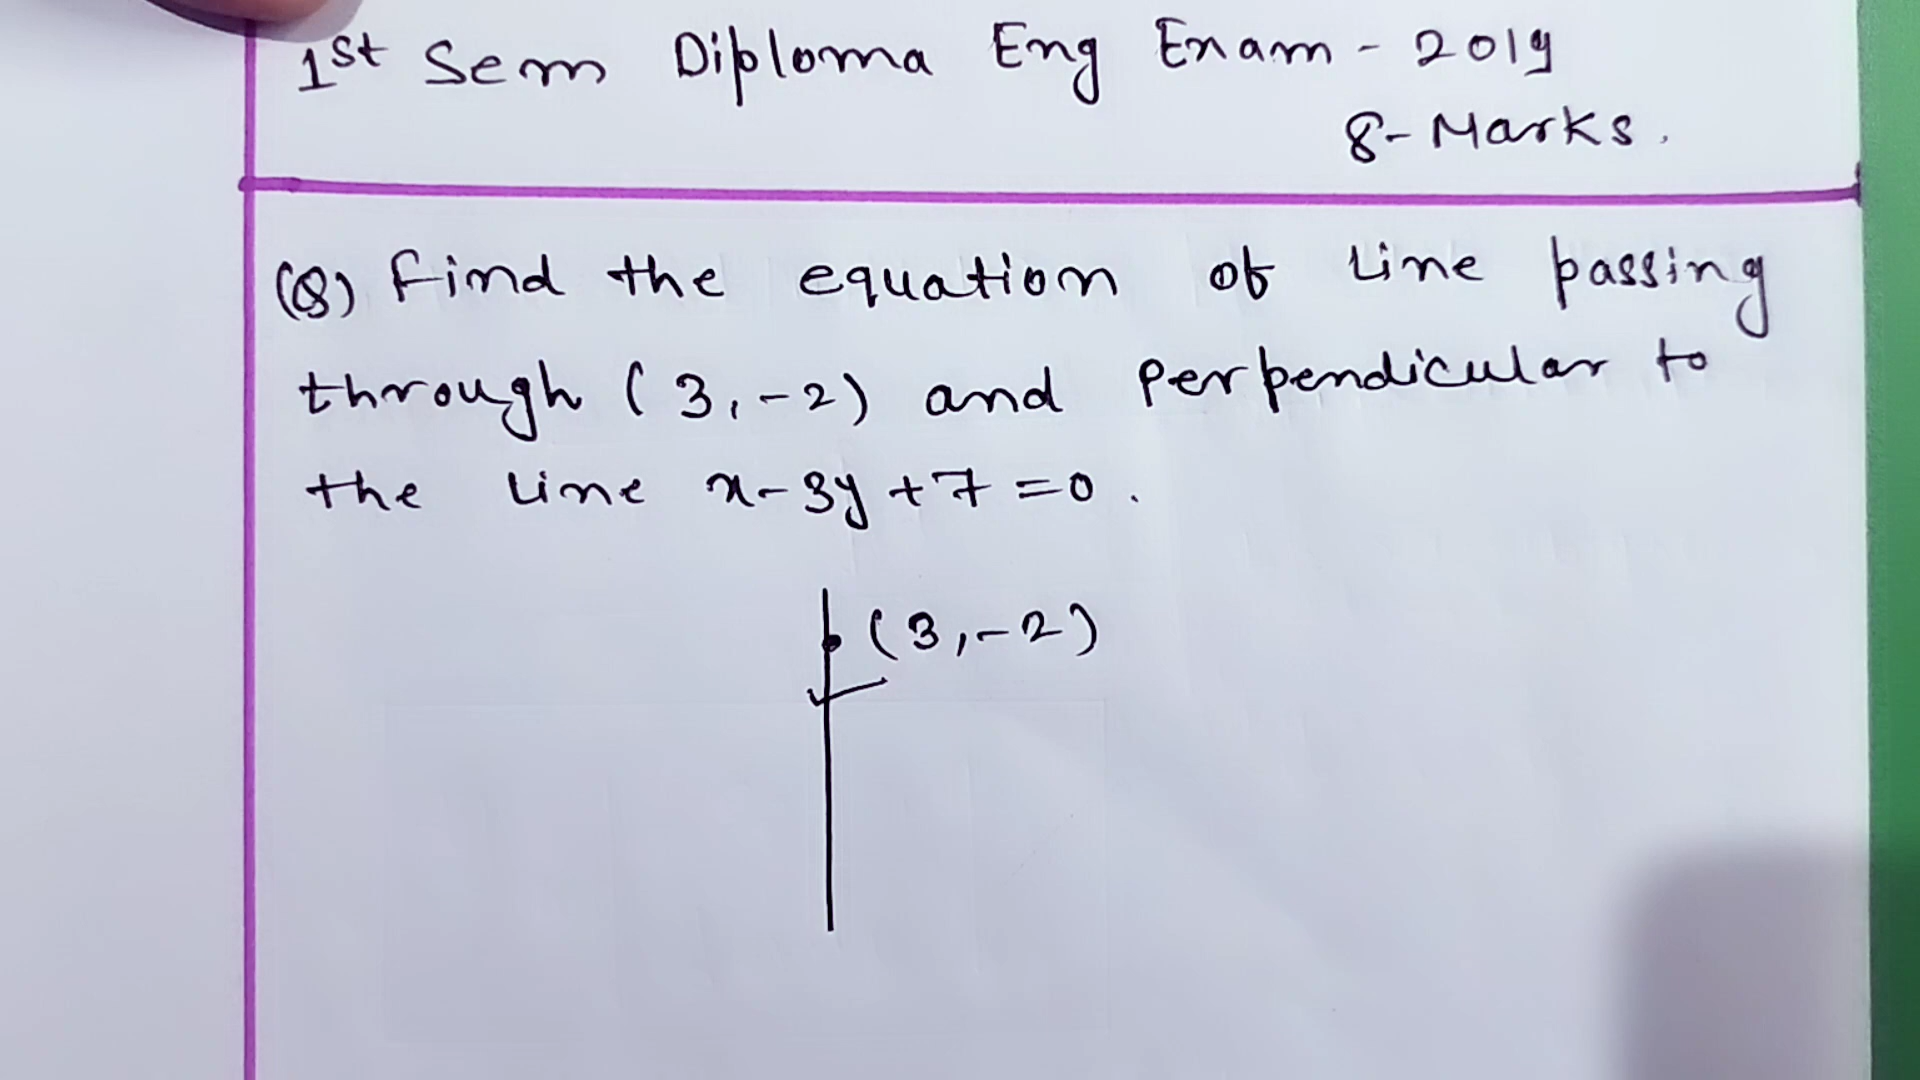 1st Sem Diploma Eng Exam - 2019
8- Marks.
(Q) Find the equation of line passing
through (3, -2) and Perpendicular to
the line x - 3y + 7 = 0.
(3, -2)